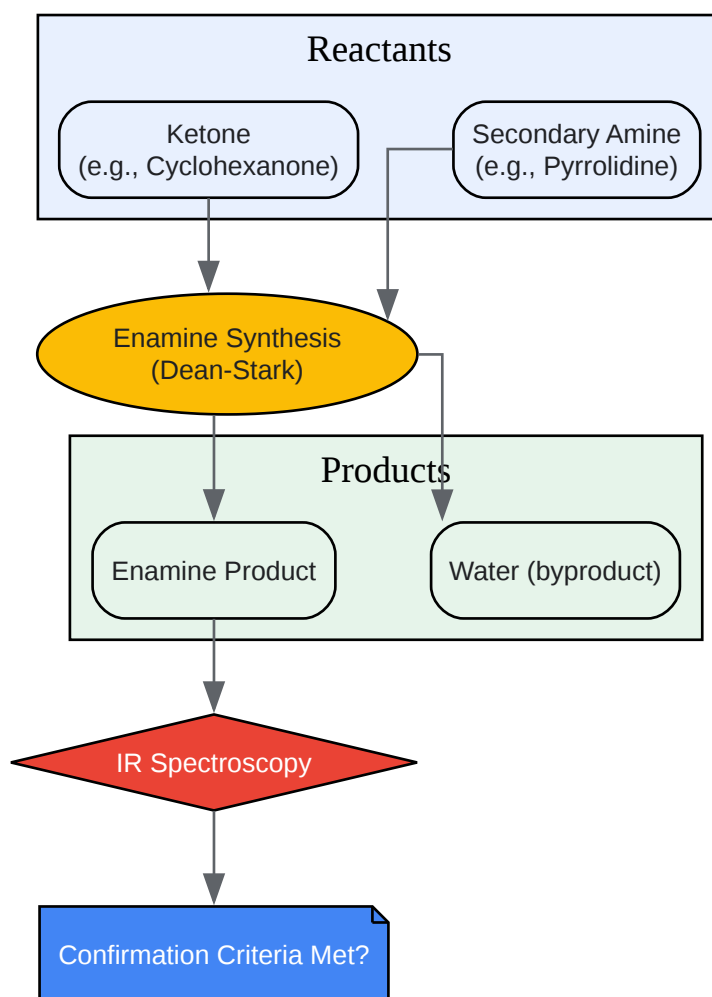 Reactants
Ketone
(e.g., Cyclohexanone)
Secondary Amine
(e.g., Pyrrolidine)
Enamine Synthesis
(Dean-Stark)
Products
Enamine Product
Water (byproduct)
IR Spectroscopy
Confirmation Criteria Met?